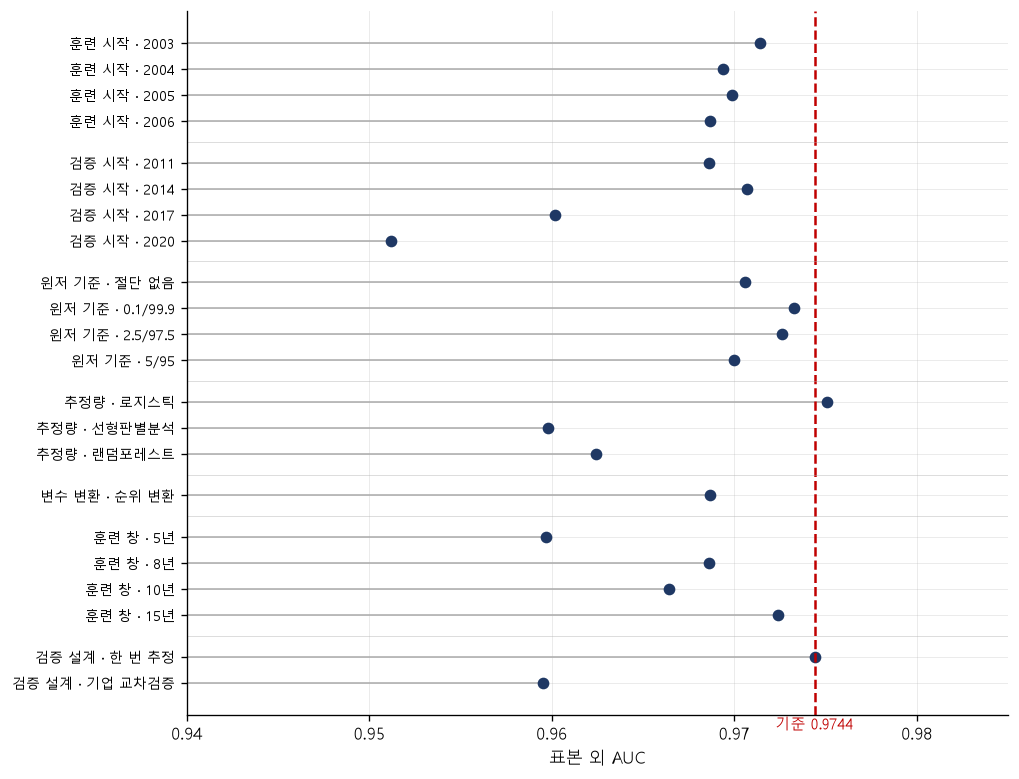 훈련 시작 · 2003
훈련 시작 · 2004
훈련 시작 · 2005
훈련 시작 · 2006
검증 시작 · 2011
검증 시작 · 2014
검증 시작 · 2017
검증 시작 · 2020
윈저 기준 · 절단 없음
윈저 기준 · 0.1/99.9
윈저 기준 · 2.5/97.5
윈저 기준 · 5/95
추정량 · 로지스틱
추정량 · 선형판별분석
추정량 · 랜덤포레스트
변수 변환 · 순위 변환
훈련 창 · 5년
훈련 창 · 8년
훈련 창 · 10년
훈련 창 · 15년
검증 설계 · 한 번 추정
검증 설계 · 기업 교차검증
기준 0.9744
0.94 0.95 0.96 0.97 0.98
표본 외 AUC